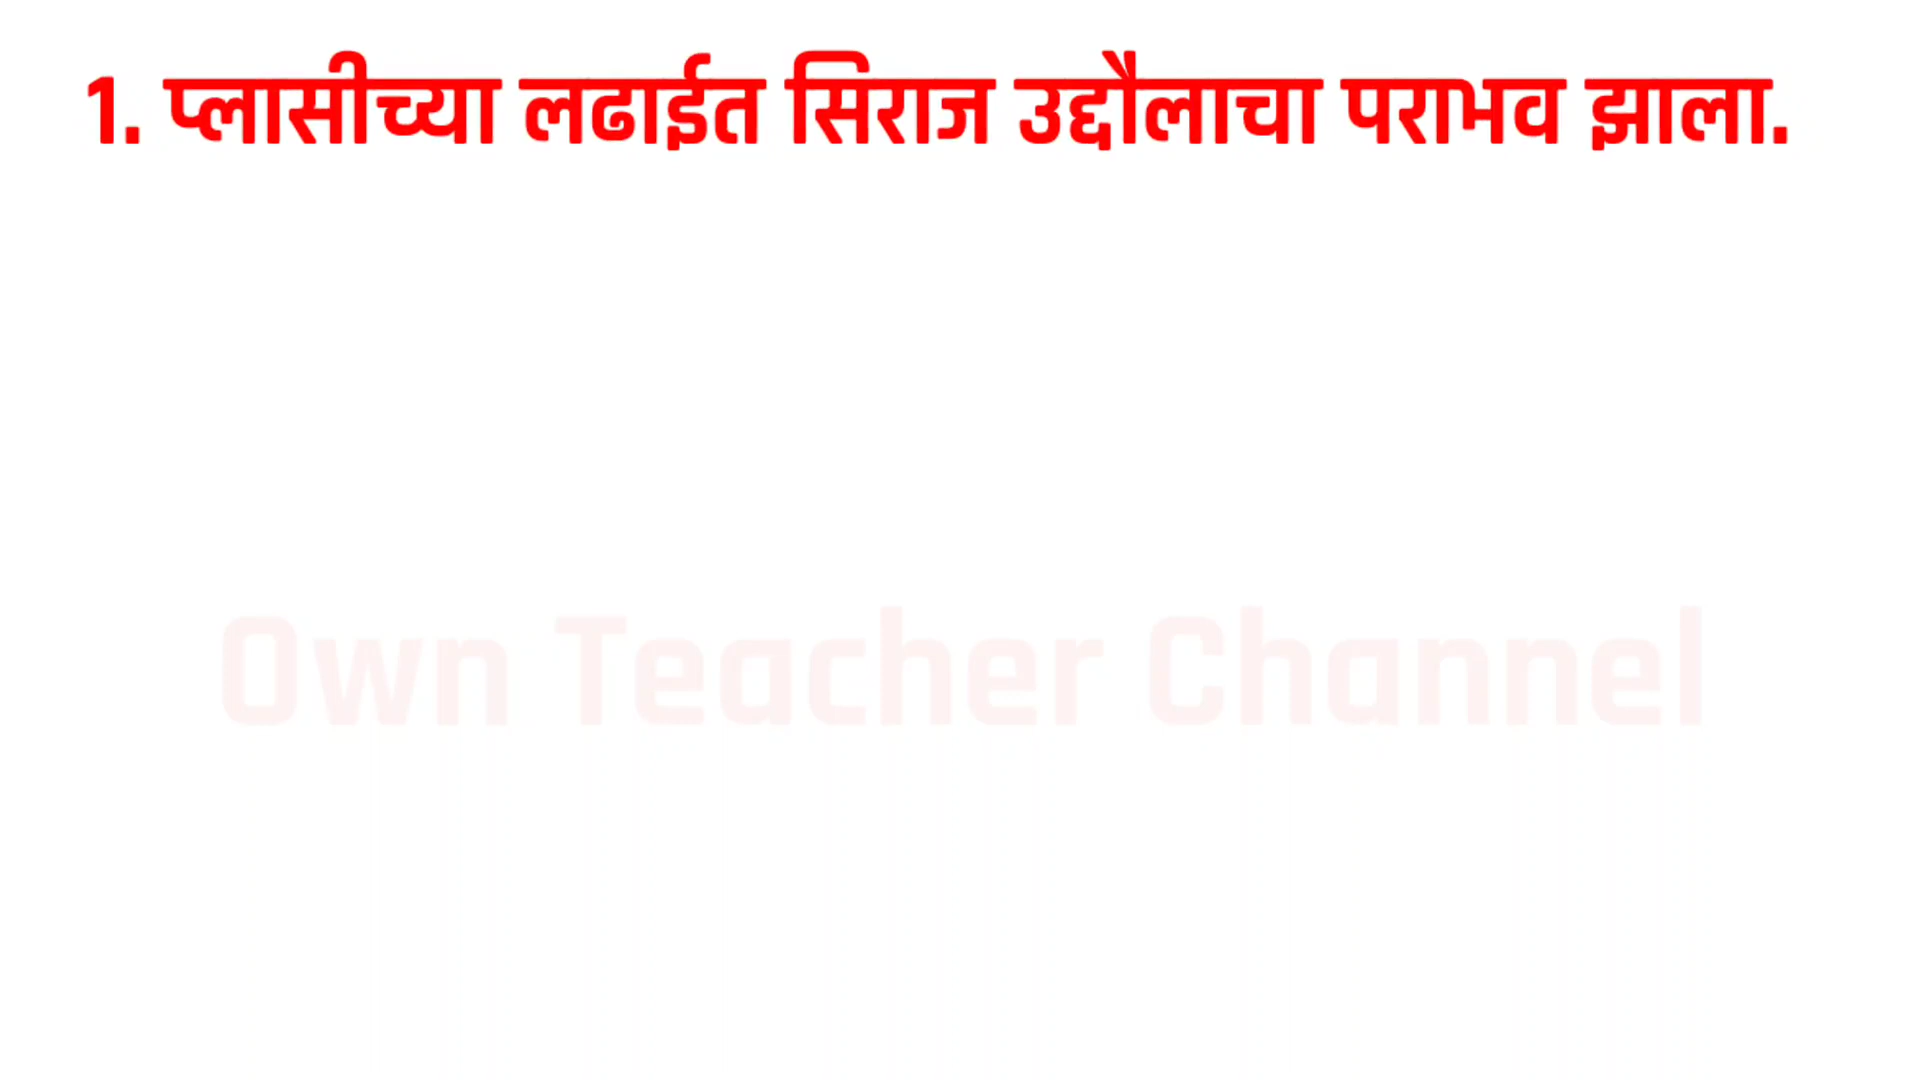 1. प्लासीच्या लढाईत सिराज उद्दौलाचा पराभव झाला.
Own Teacher Channel